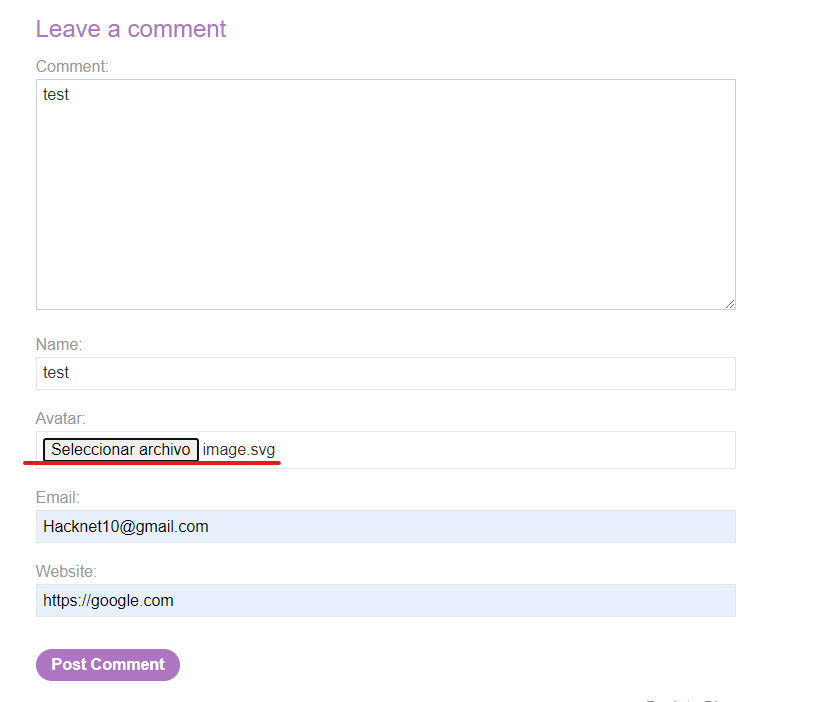 Leave a comment
Comment:
test
Name:
test
Avatar:
Seleccionar archivo image.svg
Email:
Hacknet10@gmail.com
Website:
https://google.com
Post Comment